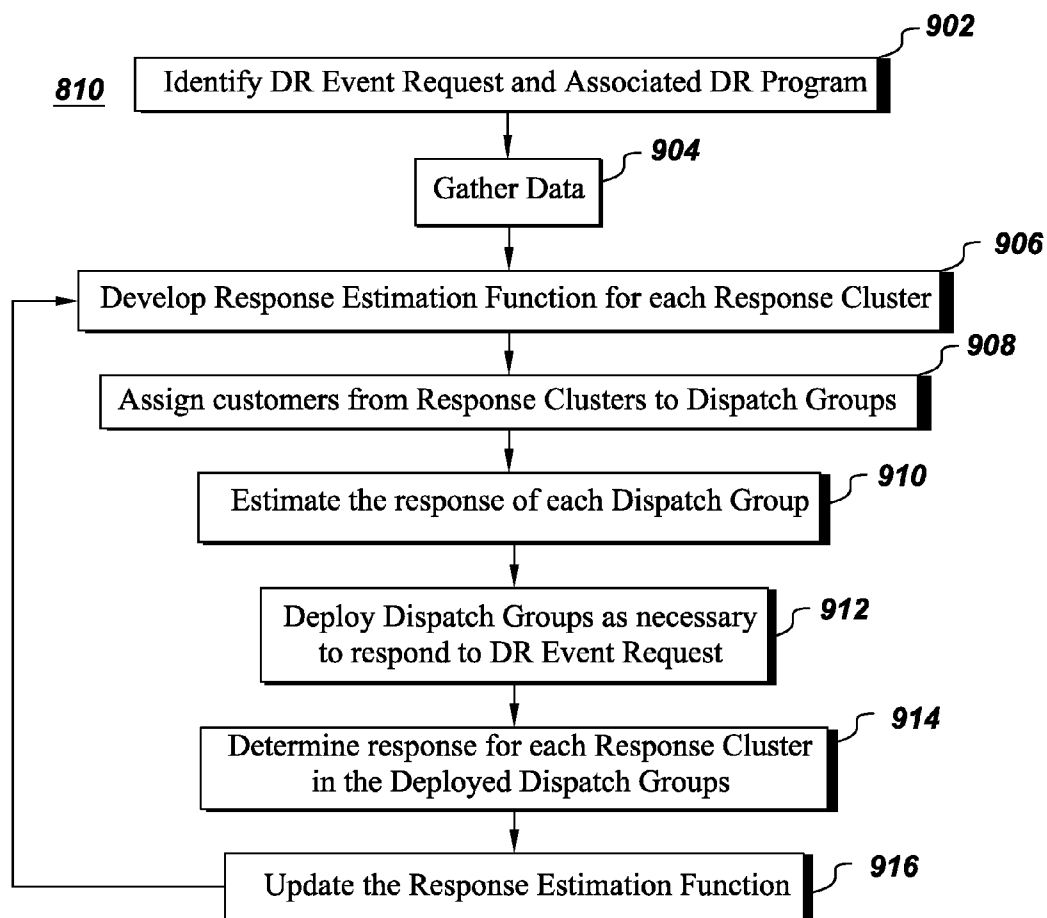 902
810
Identify DR Event Request and Associated DR Program
904
Gather Data
906
Develop Response Estimation Function for each Response Cluster
908
Assign customers from Response Clusters to Dispatch Groups
910
Estimate the response of each Dispatch Group
912
Deploy Dispatch Groups as necessary
to respond to DR Event Request
914
Determine response for each Response Cluster
in the Deployed Dispatch Groups
916
Update the Response Estimation Function